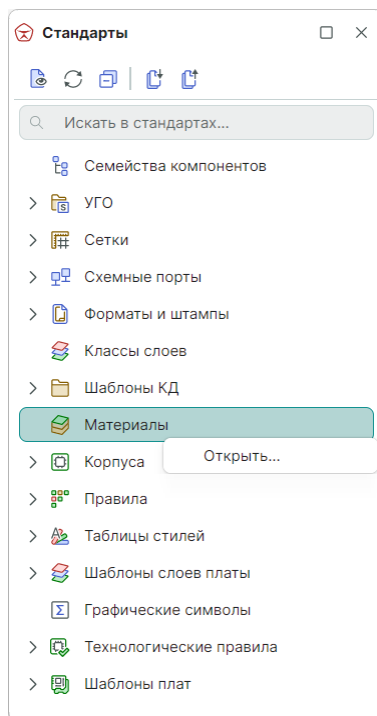 Стандарты
Искать в стандартах...
Семейства компонентов
УГО
Сетки
Схемные порты
Форматы и штампы
Классы слоев
Шаблоны КД
Материалы
Открыть...
Корпуса
Правила
Таблицы стилей
Шаблоны слоев платы
Графические символы
Технологические правила
Шаблоны плат